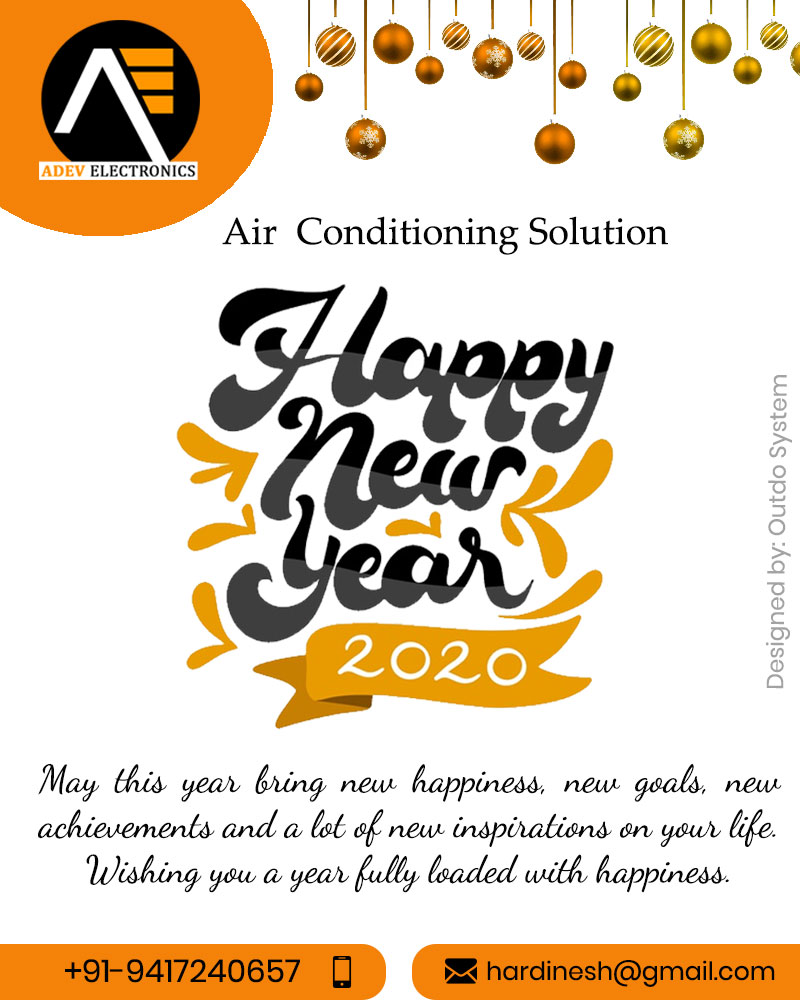 ADEV ELECTRONICS
Air Conditioning Solution
Happy
New
Year
2020
Designed by: Outdo System
May this year bring new happiness, new goals, new
achievements and a lot of new inspirations on your life.
Wishing you a year fully loaded with happiness.
+91-9417240657
hardinesh@gmail.com